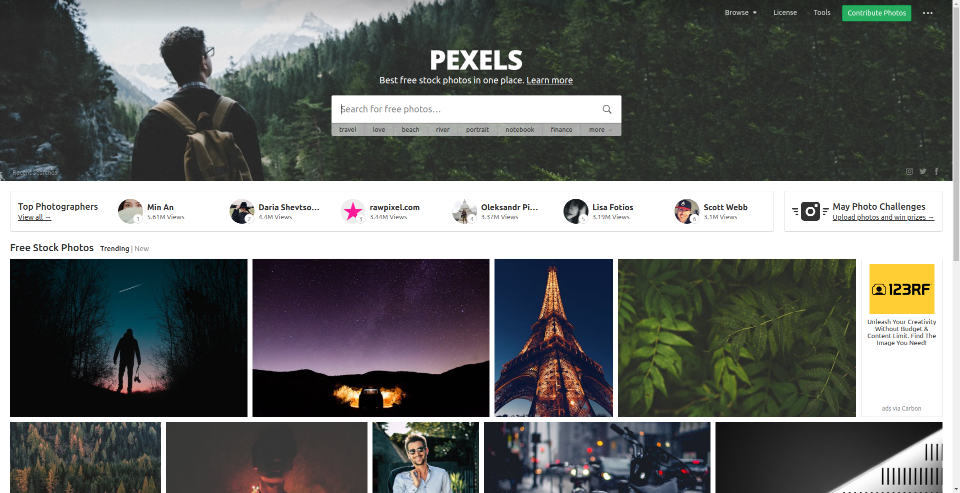 Browse
License
Tools
Contribute Photos
PEXELS
Best free stock photos in one place. Learn more
Search for free photos...
travel
love
beach
river
portrait
notebook
finance
more
Recent Searches
Top Photographers
View all →
Min An
5.61M Views
Daria Shevtso...
4.4M Views
rawpixel.com
3.44M Views
Oleksandr Pi...
3.37M Views
Lisa Fotios
3.19M Views
Scott Webb
3.1M Views
May Photo Challenges
Upload photos and win prizes →
Free Stock Photos Trending | New
123RF
Unleash Your Creativity
Without Budget &
Content Limit. Find The
Image You Need!
ads via Carbon